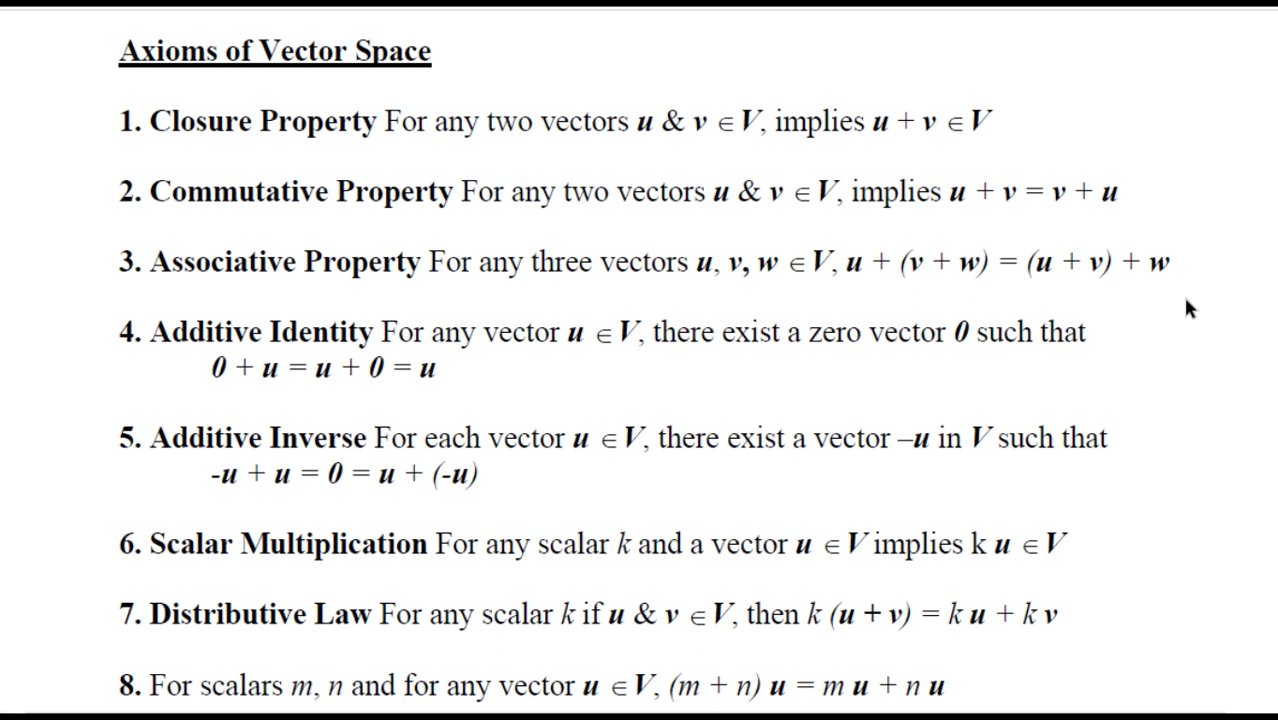 Axioms of Vector Space
1. Closure Property For any two vectors u & v ∈ V, implies u + v ∈ V
2. Commutative Property For any two vectors u & v ∈ V, implies u + v = v + u
3. Associative Property For any three vectors u, v, w ∈ V, u + (v + w) = (u + v) + w
4. Additive Identity For any vector u ∈ V, there exist a zero vector 0 such that
0 + u = u + 0 = u
5. Additive Inverse For each vector u ∈ V, there exist a vector –u in V such that
-u + u = 0 = u + (-u)
6. Scalar Multiplication For any scalar k and a vector u ∈ V implies k u ∈ V
7. Distributive Law For any scalar k if u & v ∈ V, then k (u + v) = k u + k v
8. For scalars m, n and for any vector u ∈ V, (m + n) u = m u + n u